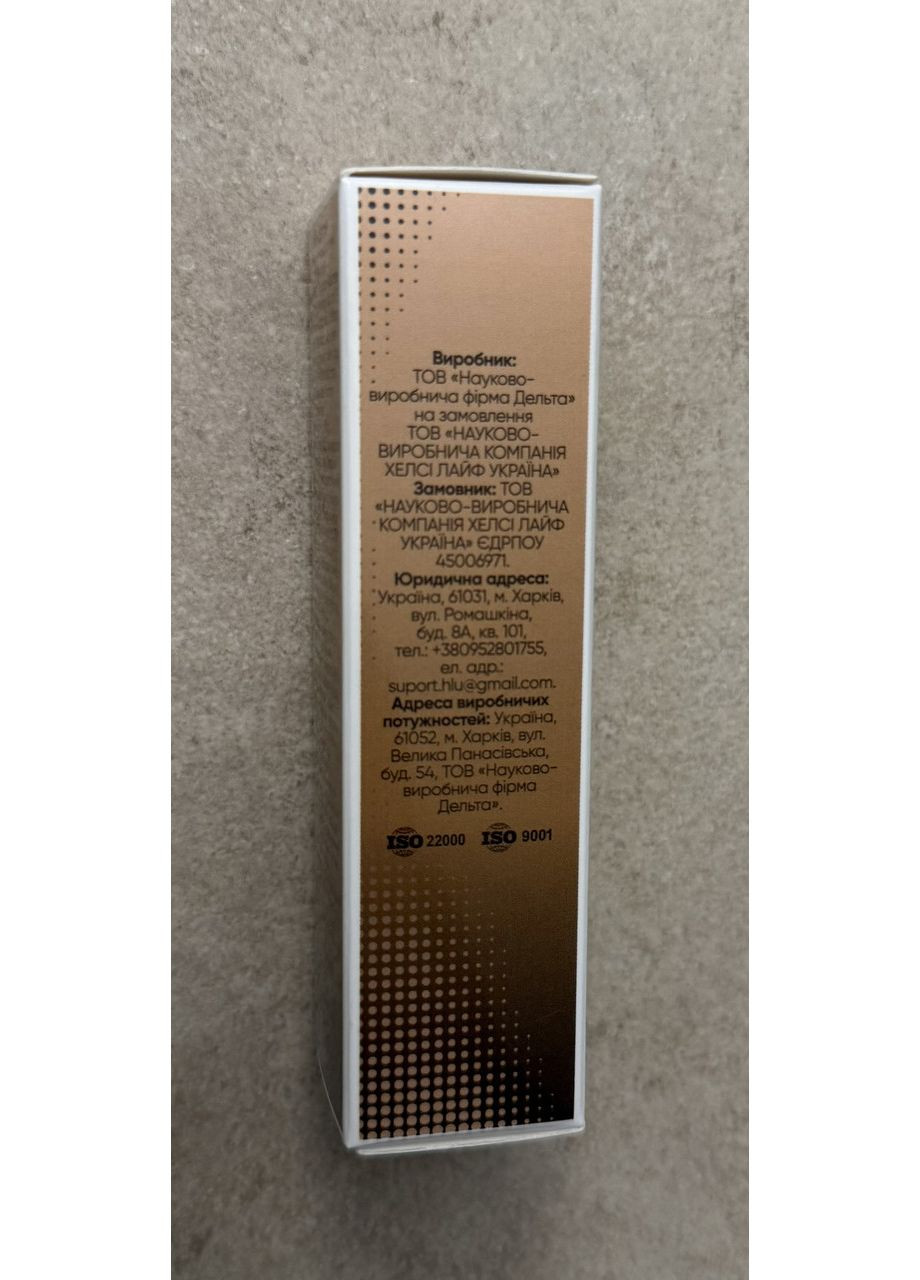 Виробник:
ТОВ «Науково-
виробнича фірма Дельта»
на замовлення
ТОВ «НАУКОВО-
ВИРОБНИЧА КОМПАНІЯ
ХЕЛСІ ЛАЙФ УКРАЇНА»
Замовник: ТОВ
«НАУКОВО-ВИРОБНИЧА
КОМПАНІЯ ХЕЛСІ ЛАЙФ
УКРАЇНА» ЄДРПОУ
45006971.
Юридична адреса:
Україна, 61031, м. Харків,
вул. Ромашкіна,
буд. 8А, кв. 101,
тел.: +380952801755,
ел. адр.:
suport.hlu@gmail.com.
Адреса виробничих
потужностей: Україна,
61052, м. Харків, вул.
Велика Панасівська,
буд. 54, ТОВ «Науково-
виробнича фірма
Дельта».
ISO 22000 ISO 9001